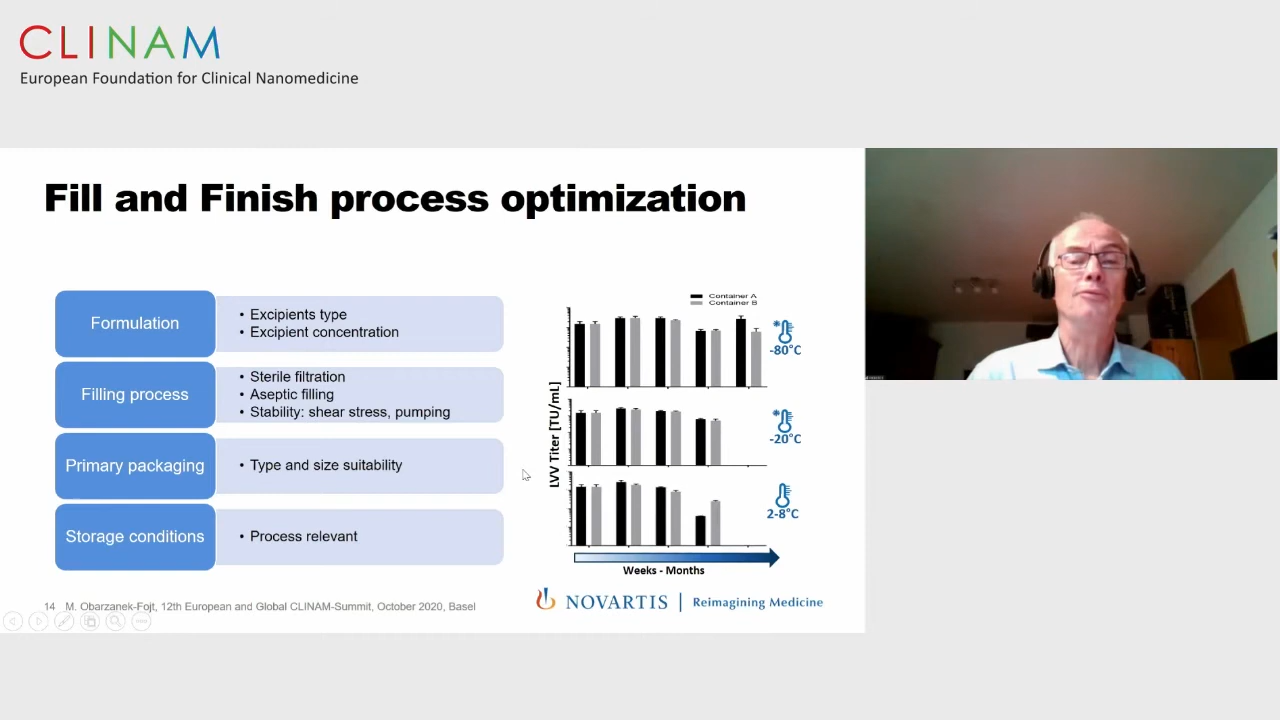 CLINAM
European Foundation for Clinical Nanomedicine
Fill and Finish process optimization
Formulation
• Excipients type
• Excipient concentration
Filling process
• Sterile filtration
• Aseptic filling
• Stability: shear stress, pumping
Primary packaging
• Type and size suitability
Storage conditions
• Process relevant
Container A
Container B
LVV Titer [TU/mL]
-80°C
-20°C
2-8°C
Weeks - Months
14 M. Obarzanek-Fojt, 12th European and Global CLINAM-Summit, October 2020, Basel
NOVARTIS | Reimagining Medicine